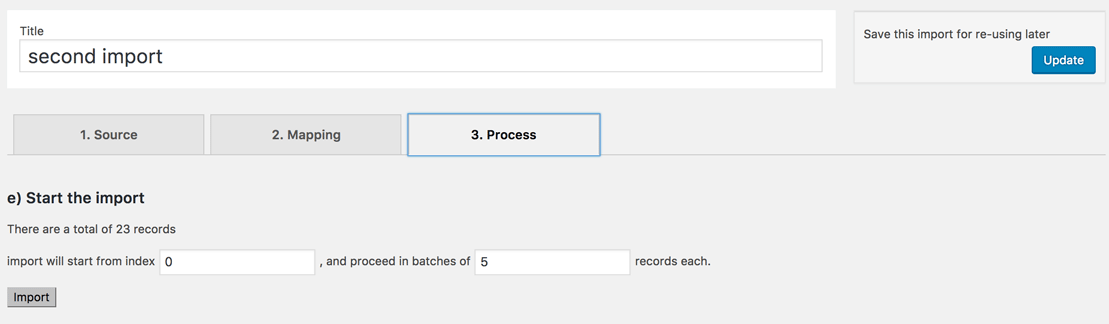 Title
second import
Save this import for re-using later
Update
1. Source
2. Mapping
3. Process
e) Start the import
There are a total of 23 records
import will start from index 0 , and proceed in batches of 5 records each.
Import